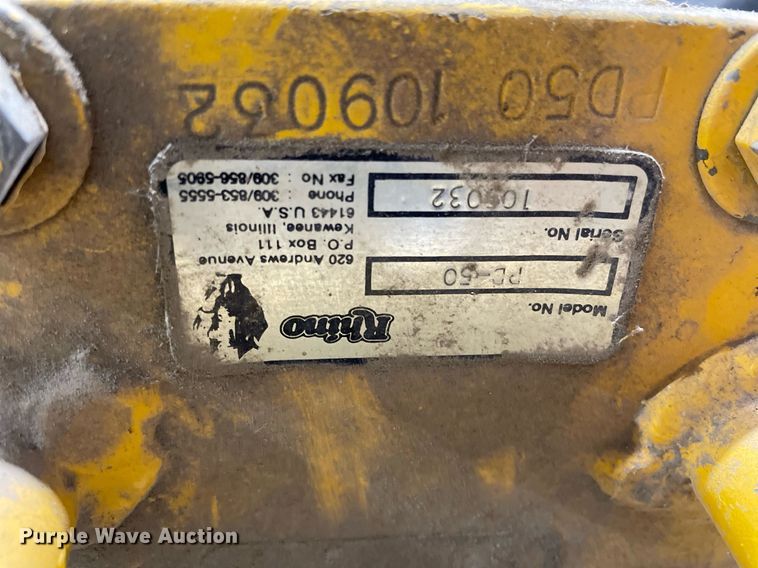 Rhino
Model No.
PD-50
Serial No.
109032
620 Andrews Avenue
P.O. Box 111
Kewanee, Illinois
61443 U.S.A.
Phone : 309/853-5555
Fax No : 309/856-5905
PD50 109032
Purple Wave Auction